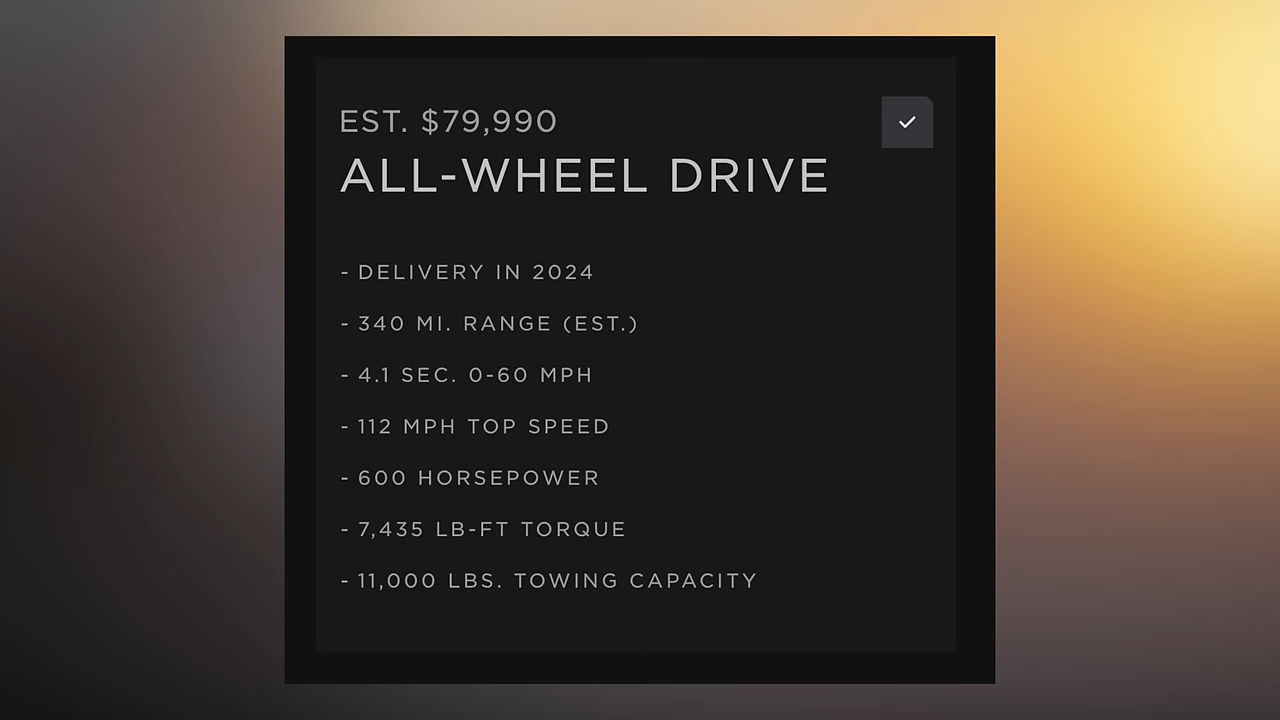 EST. $79,990
ALL-WHEEL DRIVE
- DELIVERY IN 2024
- 340 MI. RANGE (EST.)
- 4.1 SEC. 0-60 MPH
- 112 MPH TOP SPEED
- 600 HORSEPOWER
- 7,435 LB-FT TORQUE
- 11,000 LBS. TOWING CAPACITY